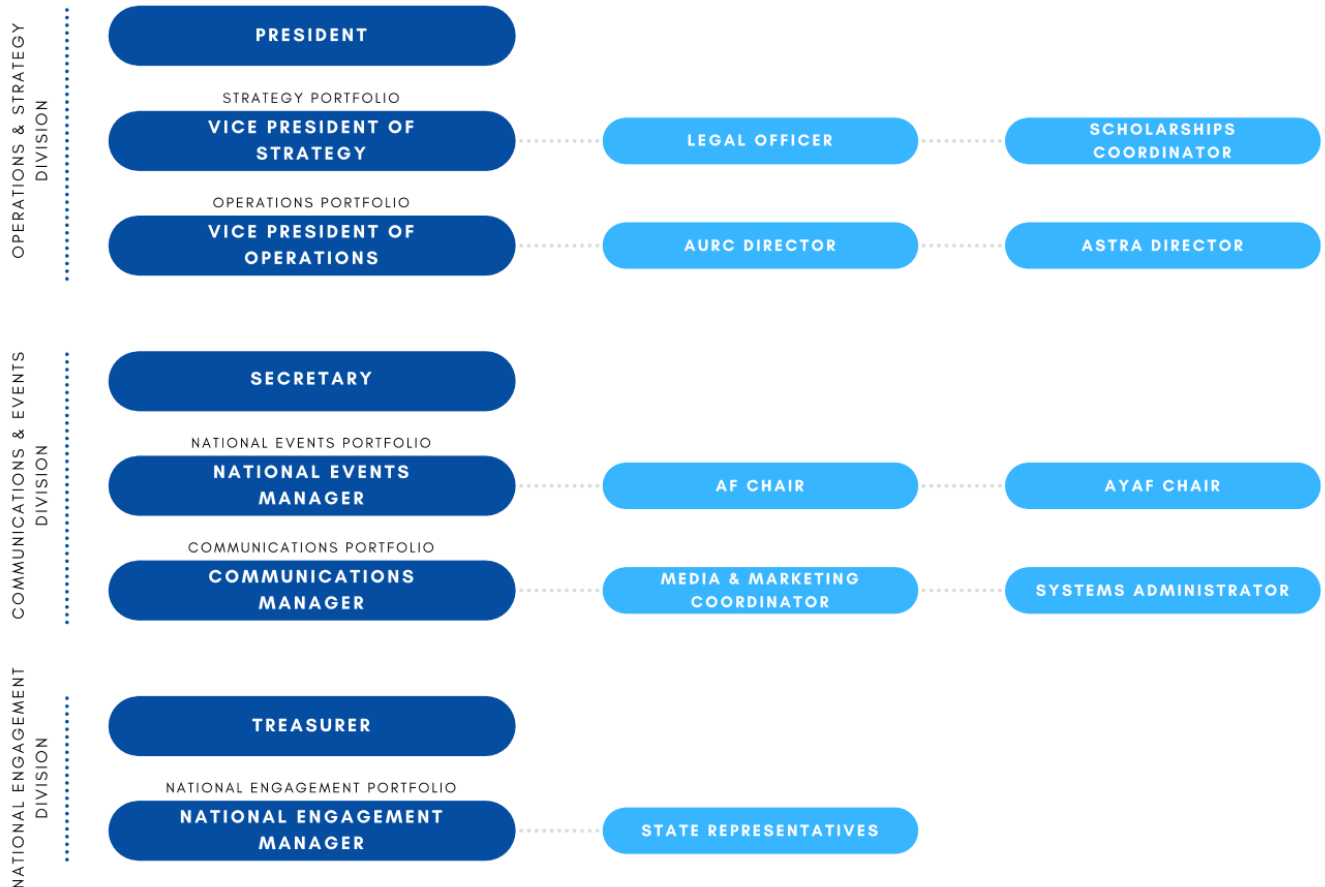 OPERATIONS & STRATEGY
DIVISION
PRESIDENT
STRATEGY PORTFOLIO
VICE PRESIDENT OF
STRATEGY
LEGAL OFFICER
SCHOLARSHIPS
COORDINATOR
OPERATIONS PORTFOLIO
VICE PRESIDENT OF
OPERATIONS
AURC DIRECTOR
ASTRA DIRECTOR
COMMUNICATIONS & EVENTS
DIVISION
SECRETARY
NATIONAL EVENTS PORTFOLIO
NATIONAL EVENTS
MANAGER
AF CHAIR
AYAF CHAIR
COMMUNICATIONS PORTFOLIO
COMMUNICATIONS
MANAGER
MEDIA & MARKETING
COORDINATOR
SYSTEMS ADMINISTRATOR
NATIONAL ENGAGEMENT
DIVISION
TREASURER
NATIONAL ENGAGEMENT PORTFOLIO
NATIONAL ENGAGEMENT
MANAGER
STATE REPRESENTATIVES